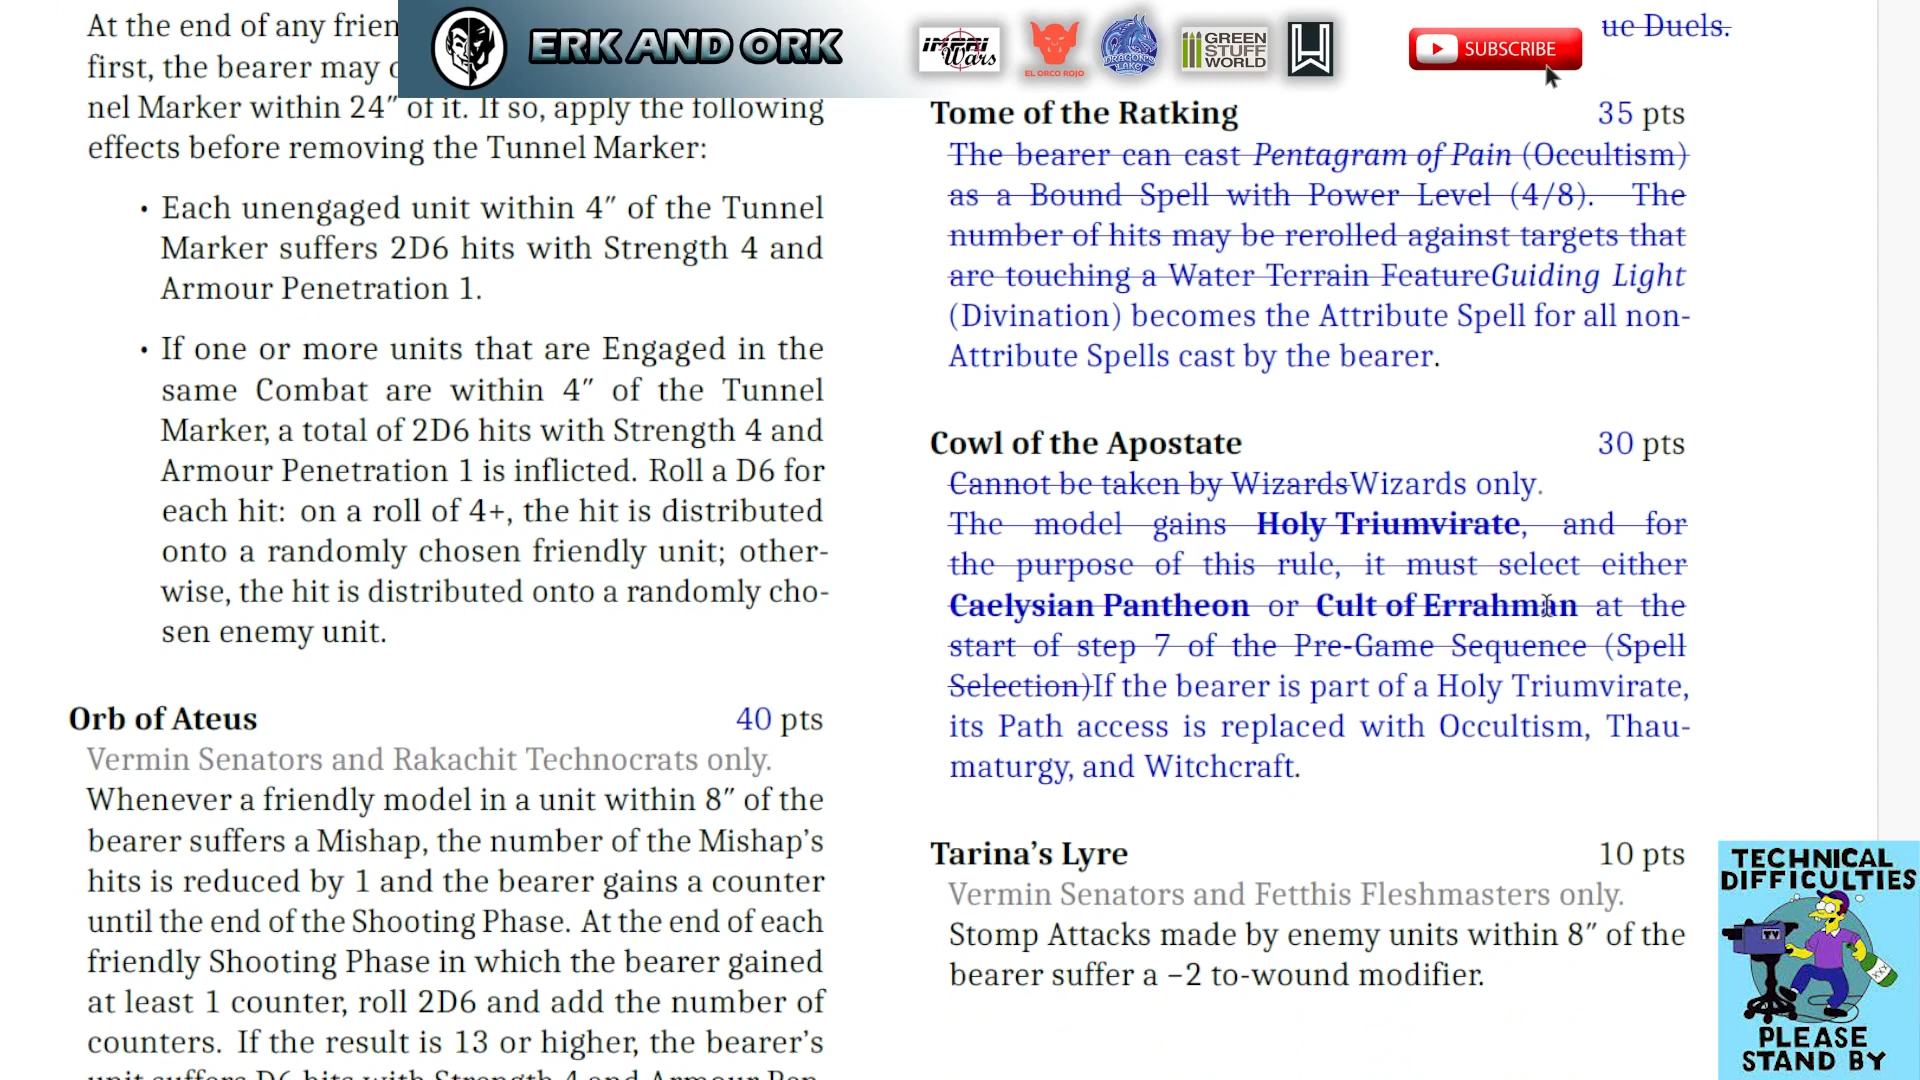 At the end of any frien
first, the bearer may
nel Marker within 24″ of it. If so, apply the following
effects before removing the Tunnel Marker:
• Each unengaged unit within 4″ of the Tunnel
Marker suffers 2D6 hits with Strength 4 and
Armour Penetration 1.
• If one or more units that are Engaged in the
same Combat are within 4″ of the Tunnel
Marker, a total of 2D6 hits with Strength 4 and
Armour Penetration 1 is inflicted. Roll a D6 for
each hit: on a roll of 4+, the hit is distributed
onto a randomly chosen friendly unit; other-
wise, the hit is distributed onto a randomly cho-
sen enemy unit.
Orb of Ateus 40 pts
Vermin Senators and Rakachit Technocrats only.
Whenever a friendly model in a unit within 8″ of the
bearer suffers a Mishap, the number of the Mishap's
hits is reduced by 1 and the bearer gains a counter
until the end of the Shooting Phase. At the end of each
friendly Shooting Phase in which the bearer gained
at least 1 counter, roll 2D6 and add the number of
counters. If the result is 13 or higher, the bearer's
unit suffers D6 hits with Strength 4 and Armour Pen-
ERK AND ORK
Wars
EL ORCO ROJO
DRAGON'S
LAKE
GREEN
STUFF
WORLD
SUBSCRIBE
ue Duels.
Tome of the Ratking 35 pts
The bearer can cast Pentagram of Pain (Occultism)
as a Bound Spell with Power Level (4/8). The
number of hits may be rerolled against targets that
are touching a Water Terrain FeatureGuiding Light
(Divination) becomes the Attribute Spell for all non-
Attribute Spells cast by the bearer.
Cowl of the Apostate 30 pts
Cannot be taken by WizardsWizards only.
The model gains Holy Triumvirate, and for
the purpose of this rule, it must select either
Caelysian Pantheon or Cult of Errahman at the
start of step 7 of the Pre-Game Sequence (Spell
Selection)If the bearer is part of a Holy Triumvirate,
its Path access is replaced with Occultism, Thau-
maturgy, and Witchcraft.
Tarina's Lyre 10 pts
Vermin Senators and Fetthis Fleshmasters only.
Stomp Attacks made by enemy units within 8″ of the
bearer suffer a −2 to-wound modifier.
TECHNICAL
DIFFICULTIES
TV
XXX
PLEASE
STAND BY